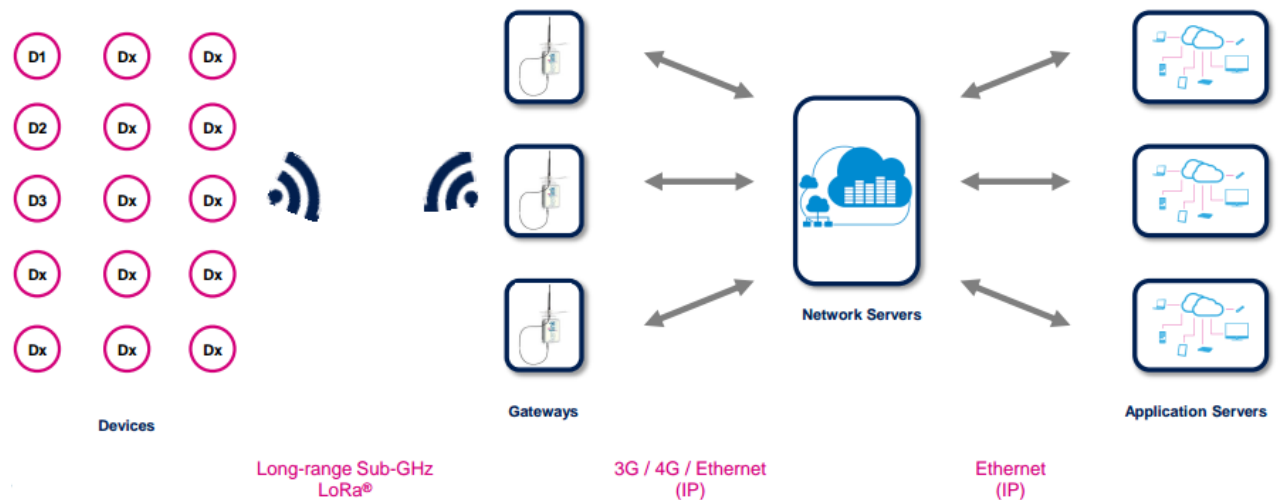 D1 Dx Dx
D2 Dx Dx
D3 Dx Dx
Dx Dx Dx
Dx Dx Dx
Devices
Gateways
Network Servers
Application Servers
Long-range Sub-GHz
LoRa®
3G / 4G / Ethernet
(IP)
Ethernet
(IP)